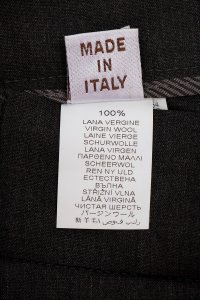 MADE
IN
ITALY
100%
LANA VERGINE
VIRGIN WOOL
LAINE VIERGE
SCHURWOLLE
LANA VIRGEN
ΠΑΡΘΕΝΟ ΜΑΛΛΙ
SCHEERWOL
REN NY ULD
ЕСТЕСТВЕНА
ВЪЛНА
STŘIŽNÍ VLNA
LÂNĂ VIRGINĂ
ЧИСТАЯ ШЕРСТЬ
バージンウール